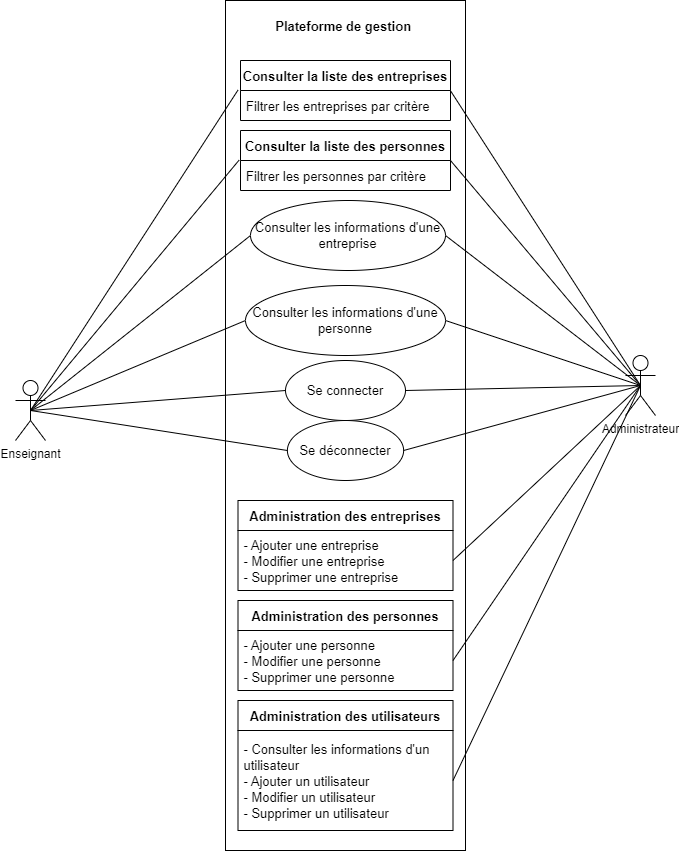 Plateforme de gestion
Consulter la liste des entreprises
Filtrer les entreprises par critère
Consulter la liste des personnes
Filtrer les personnes par critère
Consulter les informations d'une
entreprise
Consulter les informations d'une
personne
Se connecter
Se déconnecter
Enseignant
Administrateur
Administration des entreprises
- Ajouter une entreprise
- Modifier une entreprise
- Supprimer une entreprise
Administration des personnes
- Ajouter une personne
- Modifier une personne
- Supprimer une personne
Administration des utilisateurs
- Consulter les informations d'un
utilisateur
- Ajouter un utilisateur
- Modifier un utilisateur
- Supprimer un utilisateur